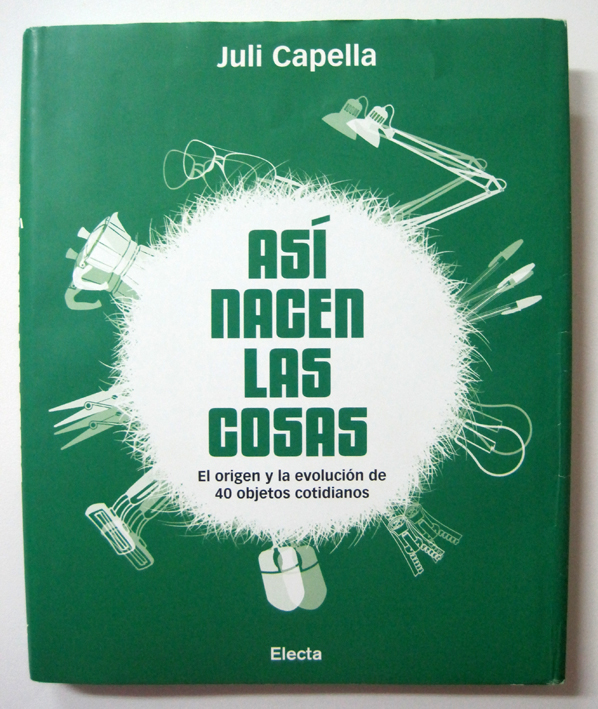 Juli Capella
ASÍ
NACEN
LAS
COSAS
El origen y la evolución de
40 objetos cotidianos
Electa